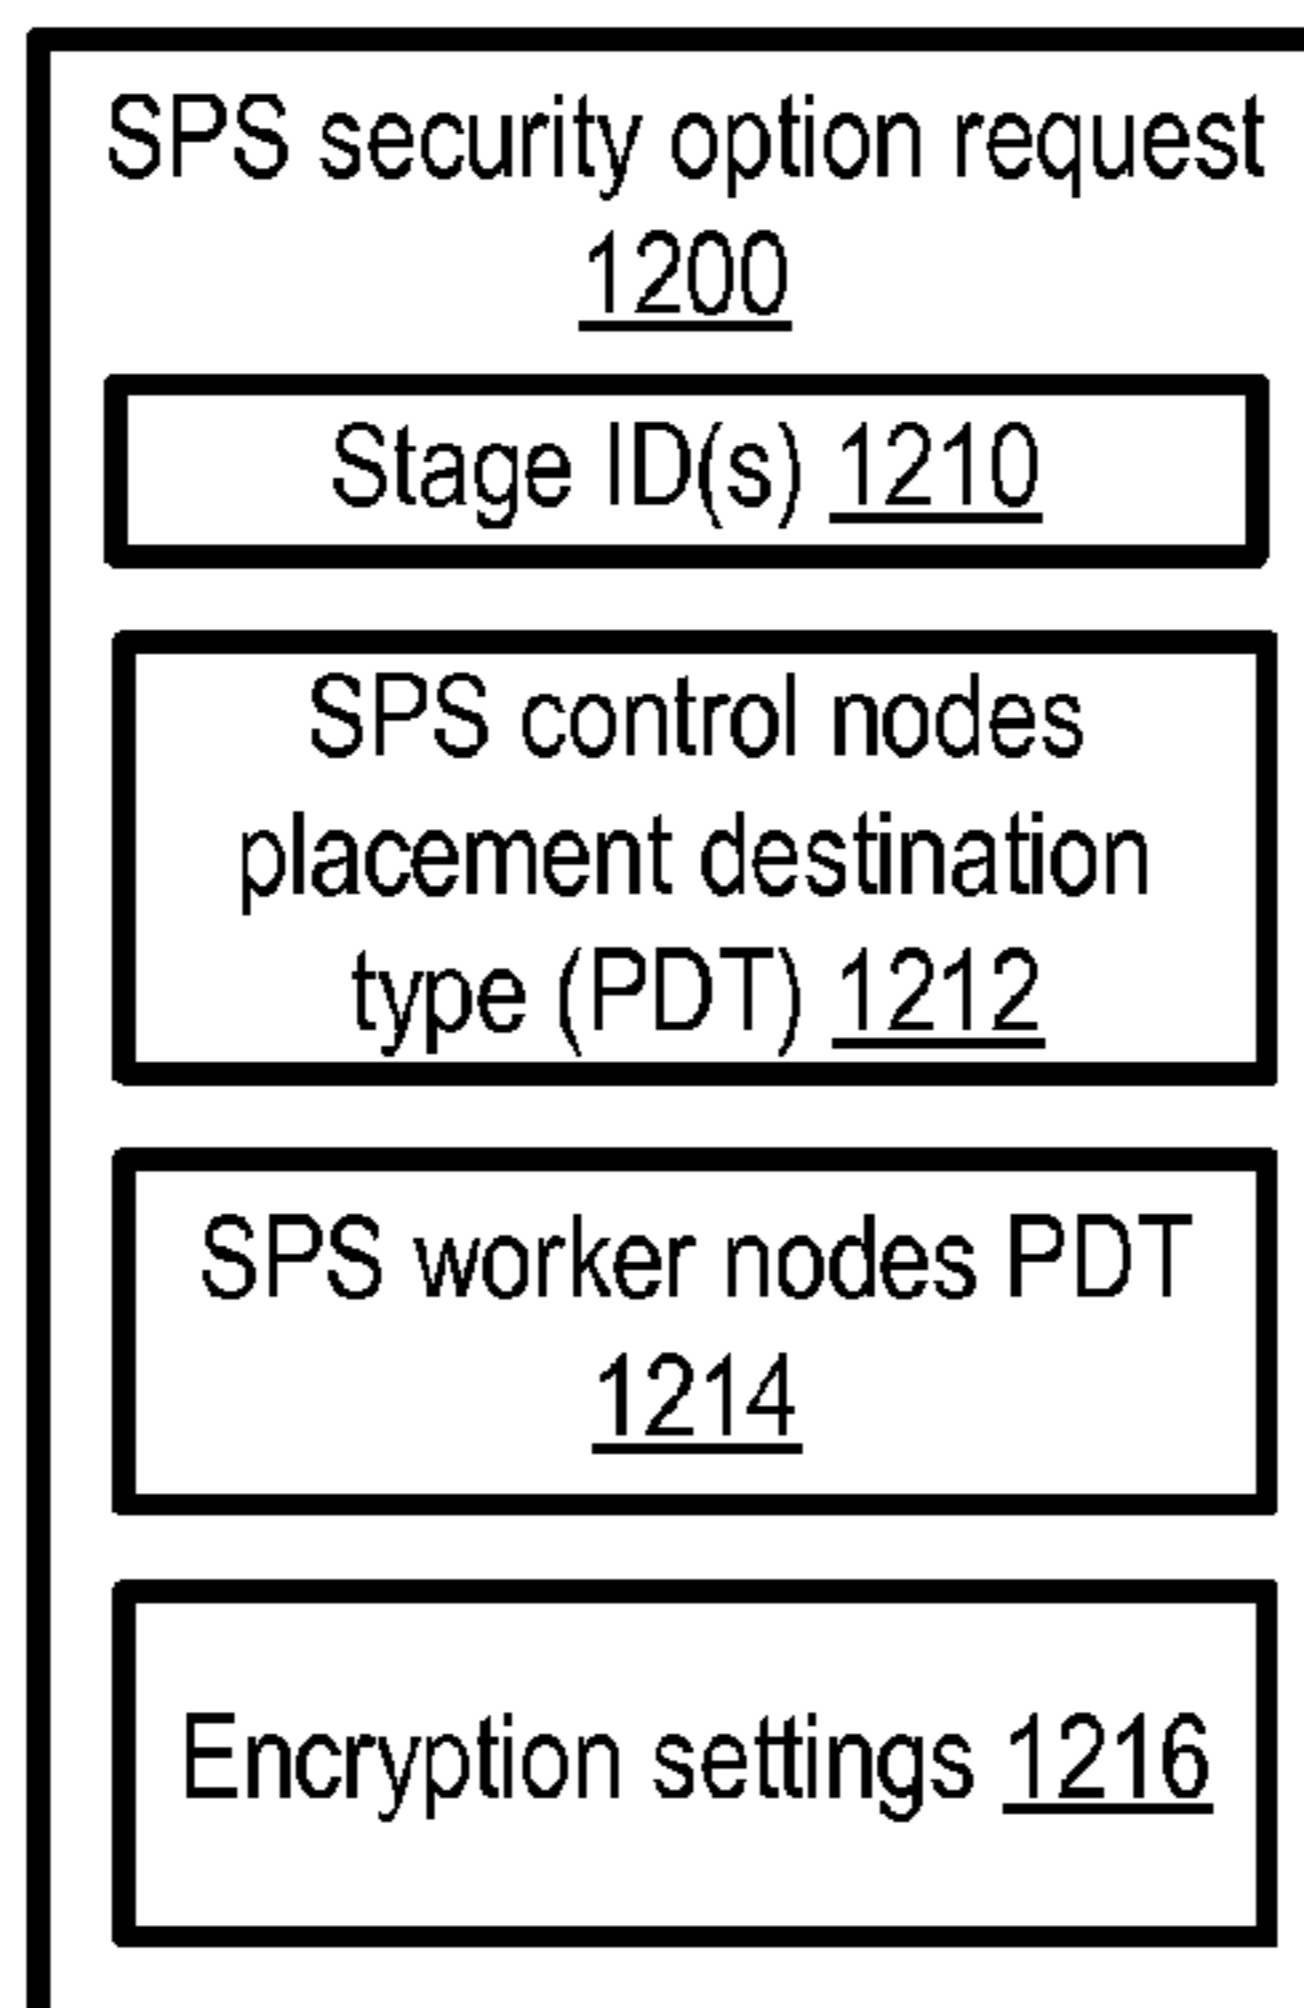 SPS security option request
1200
Stage ID(s) 1210
SPS control nodes
placement destination
type (PDT) 1212
SPS worker nodes PDT
1214
Encryption settings 1216